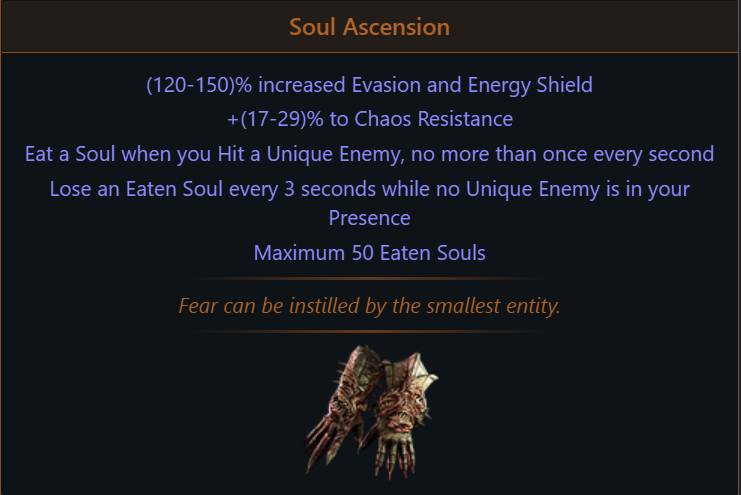 Soul Ascension
(120-150)% increased Evasion and Energy Shield
+(17-29)% to Chaos Resistance
Eat a Soul when you Hit a Unique Enemy, no more than once every second
Lose an Eaten Soul every 3 seconds while no Unique Enemy is in your
Presence
Maximum 50 Eaten Souls
Fear can be instilled by the smallest entity.